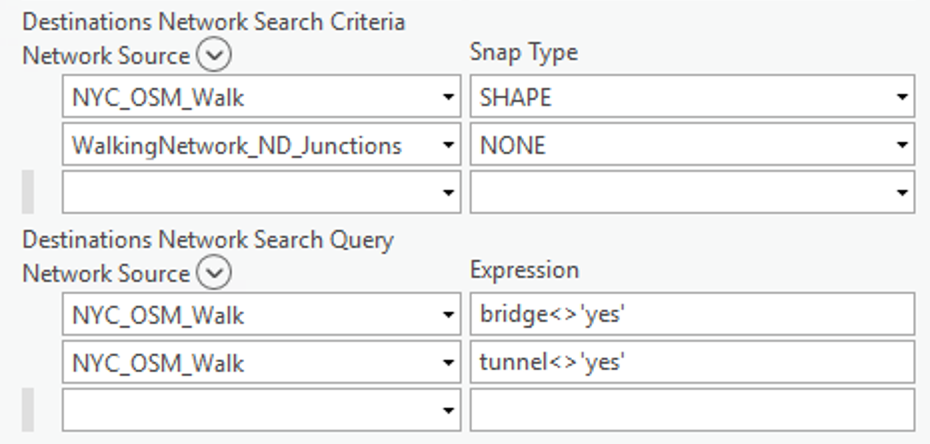 Destinations Network Search Criteria
Network Source Snap Type
NYC_OSM_Walk SHAPE
WalkingNetwork_ND_Junctions NONE
Destinations Network Search Query
Network Source Expression
NYC_OSM_Walk bridge<>'yes'
NYC_OSM_Walk tunnel<>'yes'